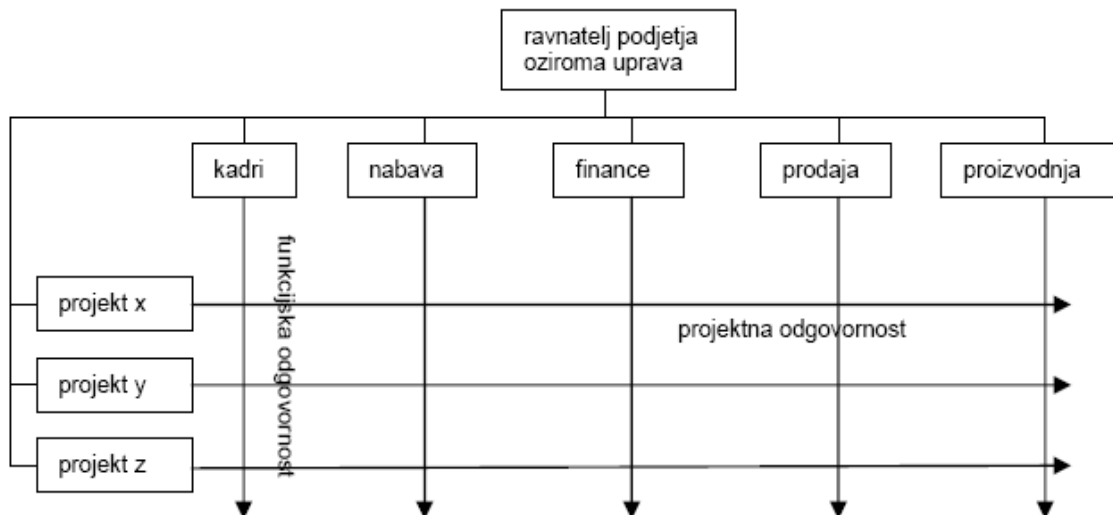 ravnatelj podjetja
oziroma uprava
kadri
nabava
finance
prodaja
proizvodnja
funkcijska odgovornost
projekt x
projektna odgovornost
projekt y
projekt z